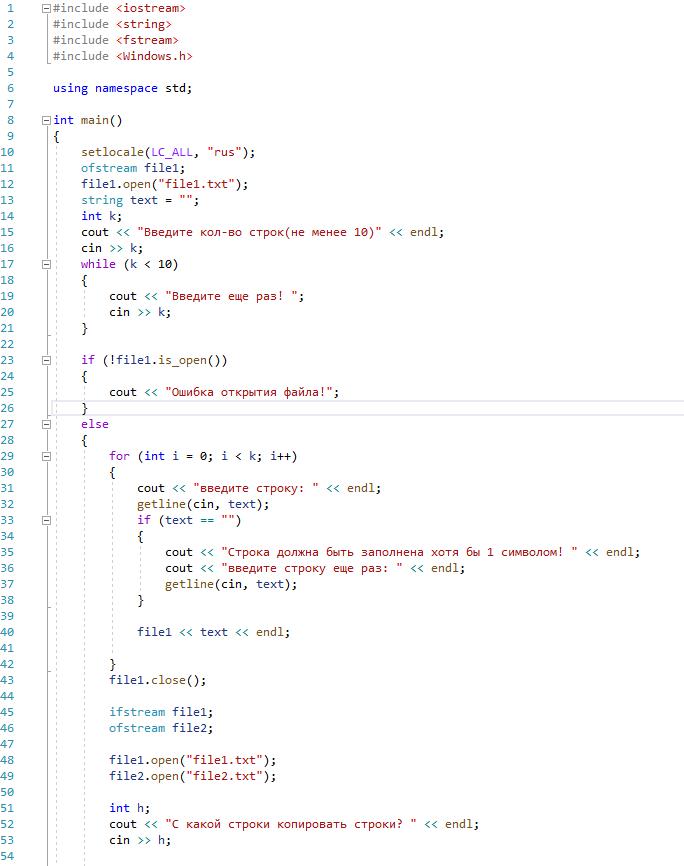 1 #include <iostream>
2 #include <string>
3 #include <fstream>
4 #include <Windows.h>
5
6 using namespace std;
7
8 int main()
9 {
10 setlocale(LC_ALL, "rus");
11 ofstream file1;
12 file1.open("file1.txt");
13 string text = "";
14 int k;
15 cout << "Введите кол-во строк(не менее 10)" << endl;
16 cin >> k;
17 while (k < 10)
18 {
19 cout << "Введите еще раз! ";
20 cin >> k;
21 }
22
23 if (!file1.is_open())
24 {
25 cout << "Ошибка открытия файла!";
26 }
27 else
28 {
29 for (int i = 0; i < k; i++)
30 {
31 cout << "введите строку: " << endl;
32 getline(cin, text);
33 if (text == "")
34 {
35 cout << "Строка должна быть заполнена хотя бы 1 символом! " << endl;
36 cout << "введите строку еще раз: " << endl;
37 getline(cin, text);
38 }
39
40 file1 << text << endl;
41
42 }
43 file1.close();
44
45 ifstream file1;
46 ofstream file2;
47
48 file1.open("file1.txt");
49 file2.open("file2.txt");
50
51 int h;
52 cout << "С какой строки копировать строки? " << endl;
53 cin >> h;
54